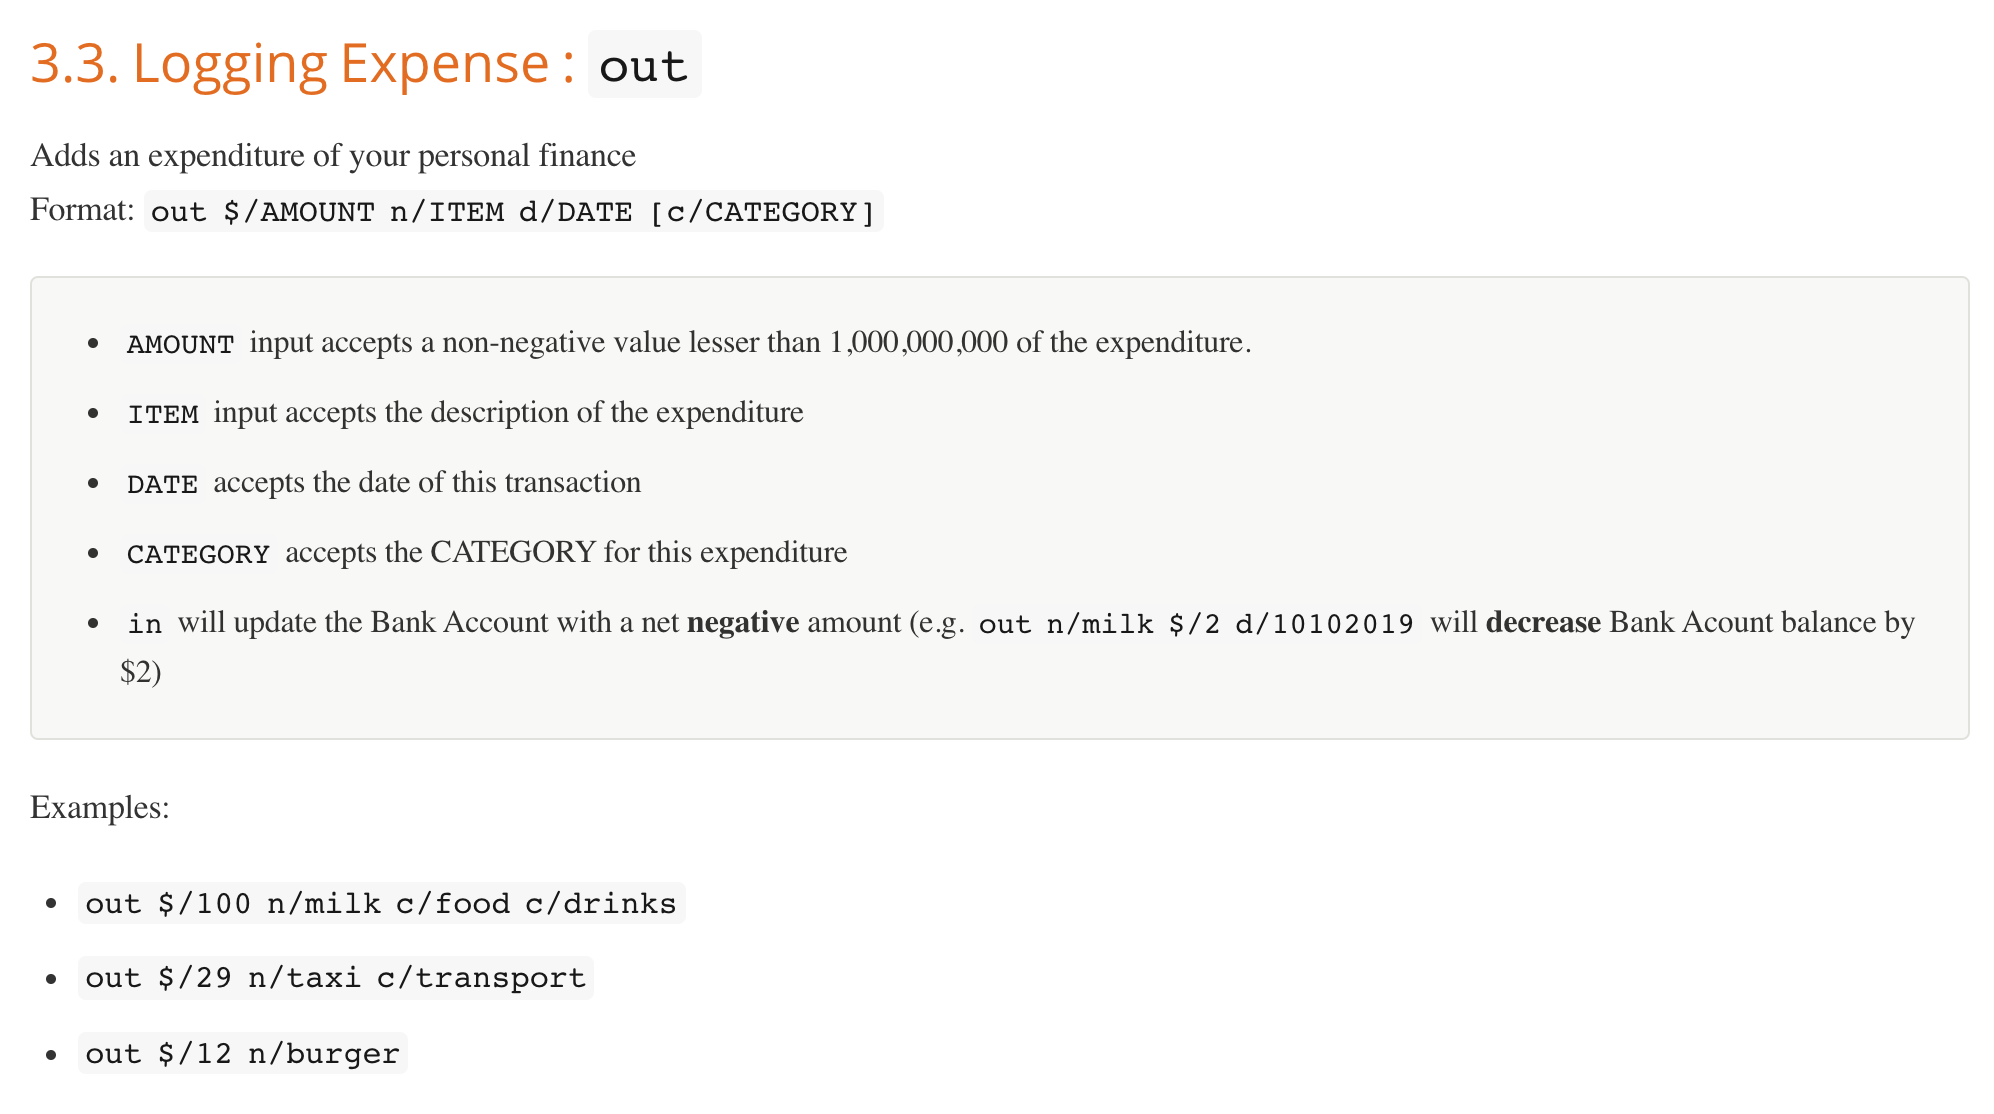 3.3. Logging Expense : out
Adds an expenditure of your personal finance
Format: out $/AMOUNT n/ITEM d/DATE [c/CATEGORY]
• AMOUNT input accepts a non-negative value lesser than 1,000,000,000 of the expenditure.
• ITEM input accepts the description of the expenditure
• DATE accepts the date of this transaction
• CATEGORY accepts the CATEGORY for this expenditure
• in will update the Bank Account with a net negative amount (e.g. out n/milk $/2 d/10102019 will decrease Bank Acount balance by
$2)
Examples:
• out $/100 n/milk c/food c/drinks
• out $/29 n/taxi c/transport
• out $/12 n/burger